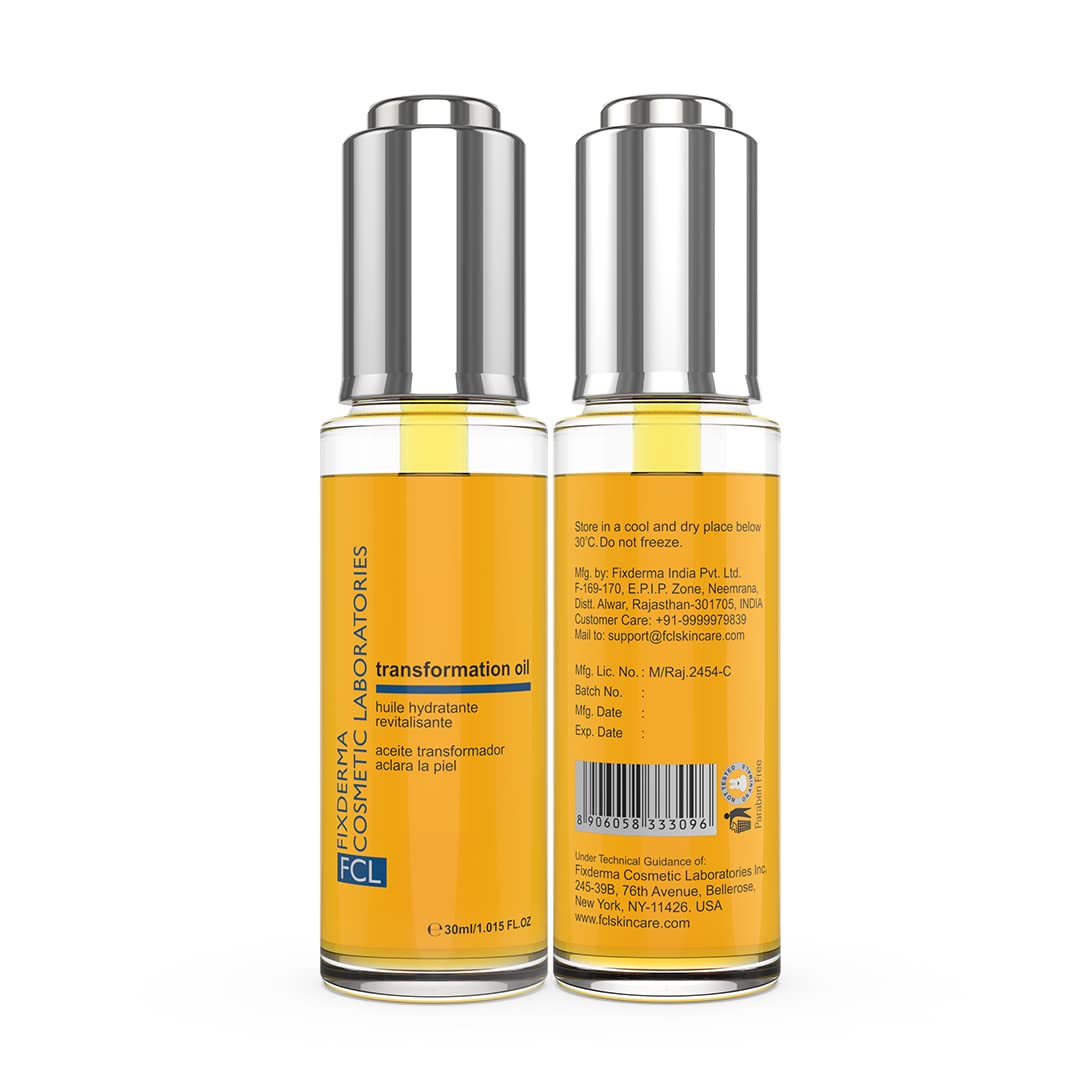 FIXDERMA
COSMETIC LABORATORIES
FCL
transformation oil
huile hydratante
revitalisante
aceite transformador
aclara la piel
℮30ml/1.015 FL.OZ
Store in a cool and dry place below
30°C. Do not freeze.
Mfg. by: Fixderma India Pvt. Ltd.
F-169-170, E.P.I.P. Zone, Neemrana,
Distt. Alwar, Rajasthan-301705, INDIA
Customer Care: +91-9999979839
Mail to: support@fclskincare.com
Mfg. Lic. No. : M/Raj.2454-C
Batch No. :
Mfg. Date :
Exp. Date :
8 906058 333096
NOT TESTED ON ANIMALS
Paraben Free
Under Technical Guidance of:
Fixderma Cosmetic Laboratories Inc.
245-39B, 76th Avenue, Bellerose,
New York, NY-11426. USA
www.fclskincare.com